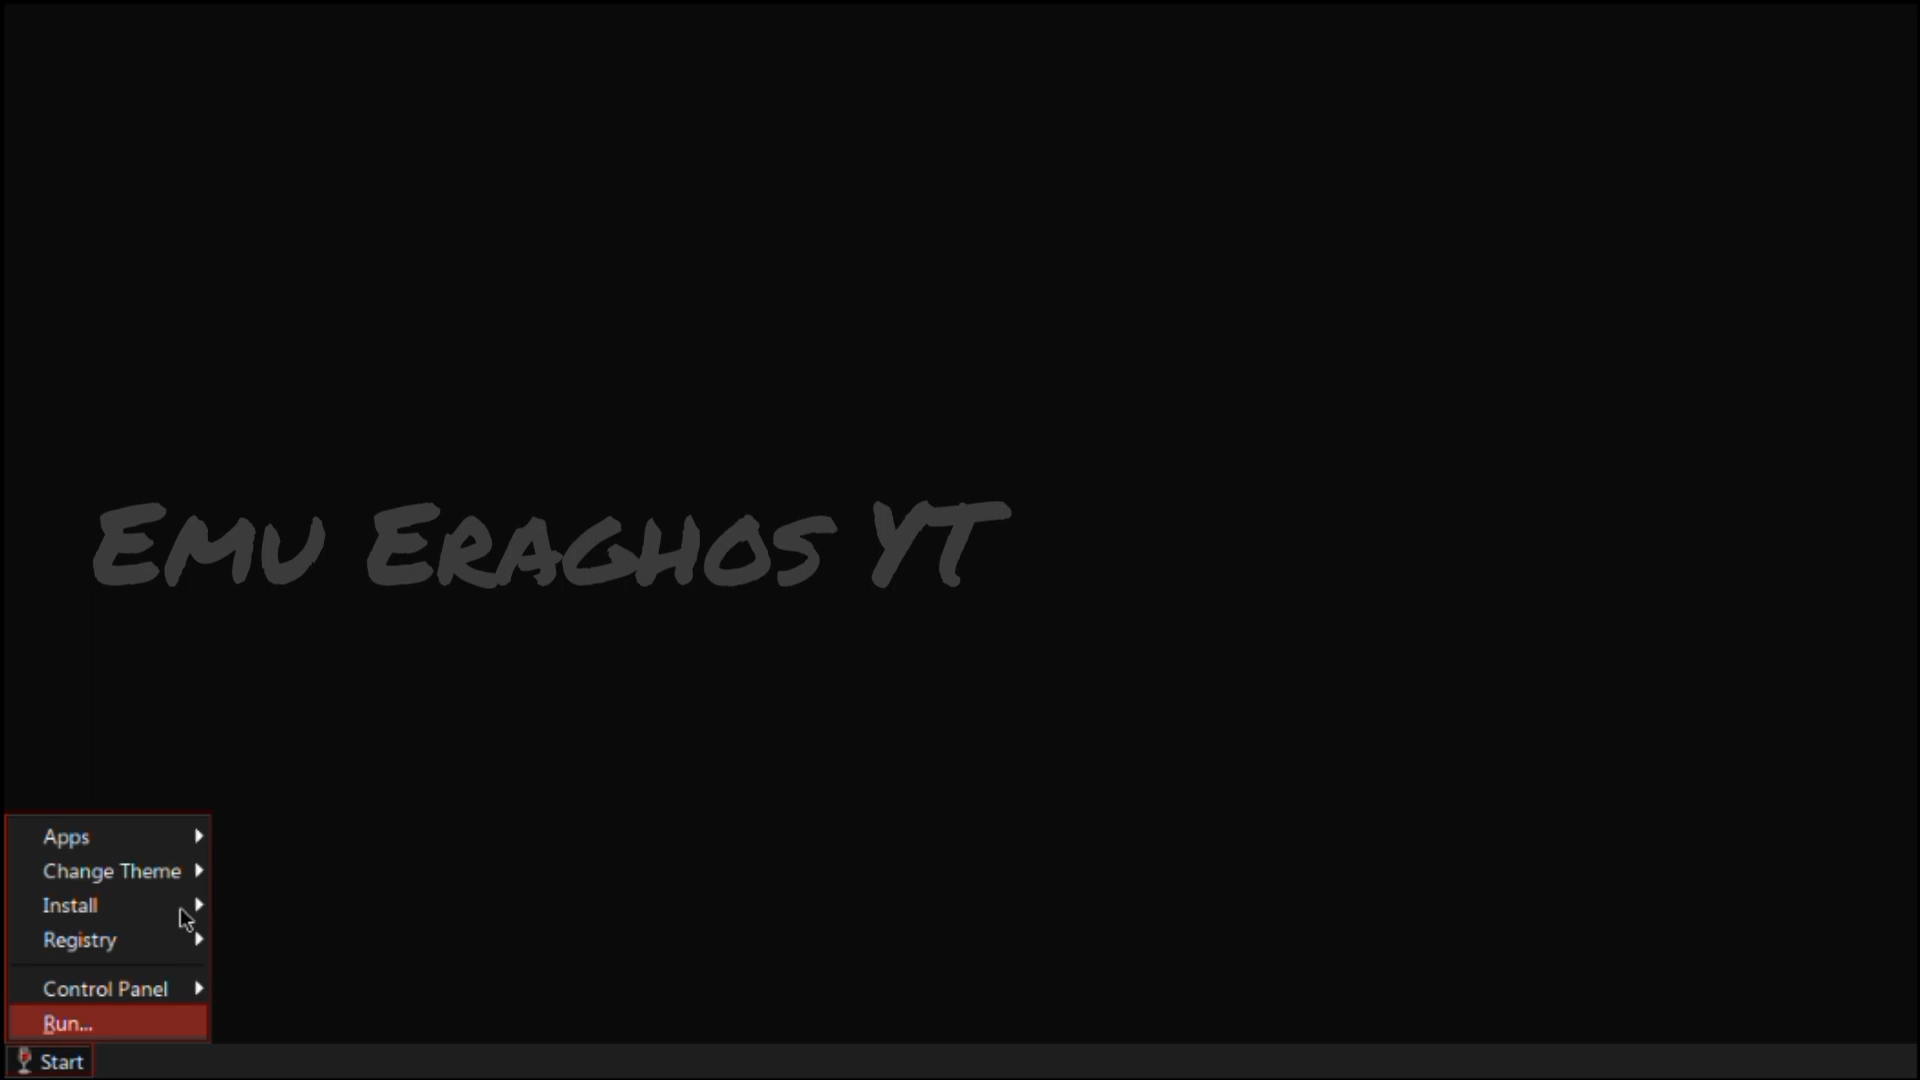 Emu Eraghos YT
Apps
Change Theme
Install
Registry
Control Panel
Run...
Start